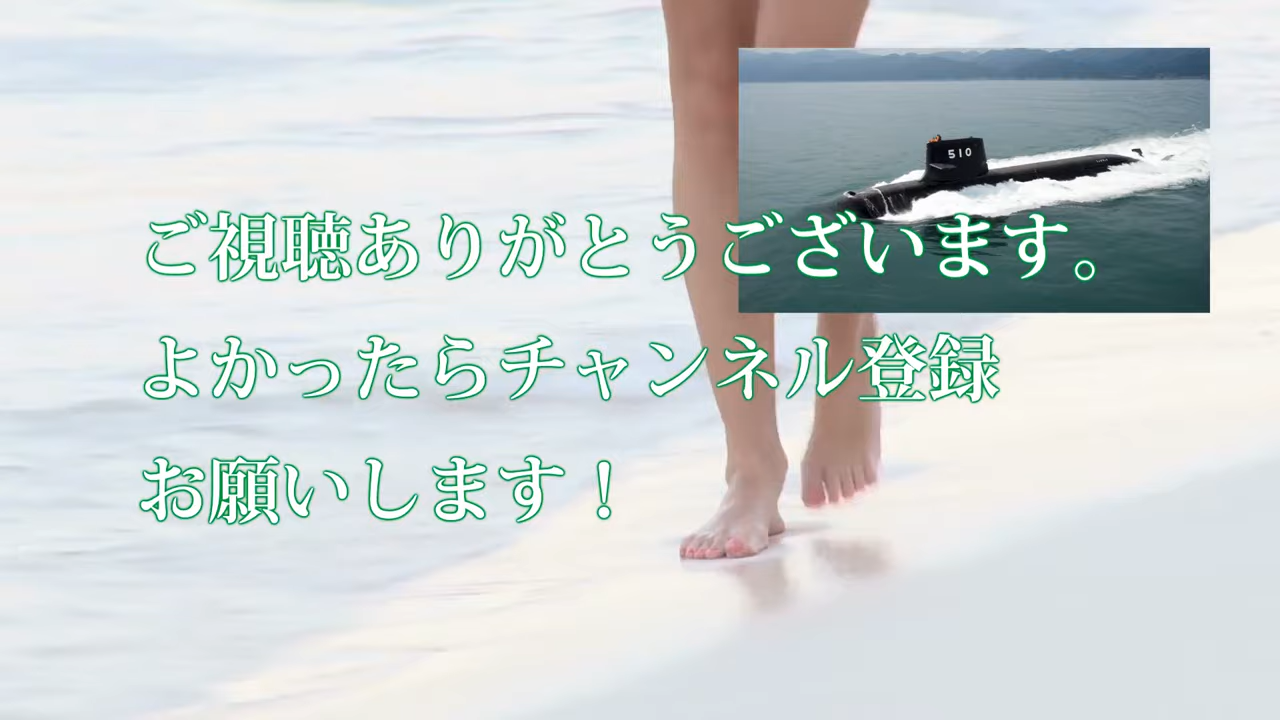 510
ご視聴ありがとうございます。
よかったらチャンネル登録
お願いします！